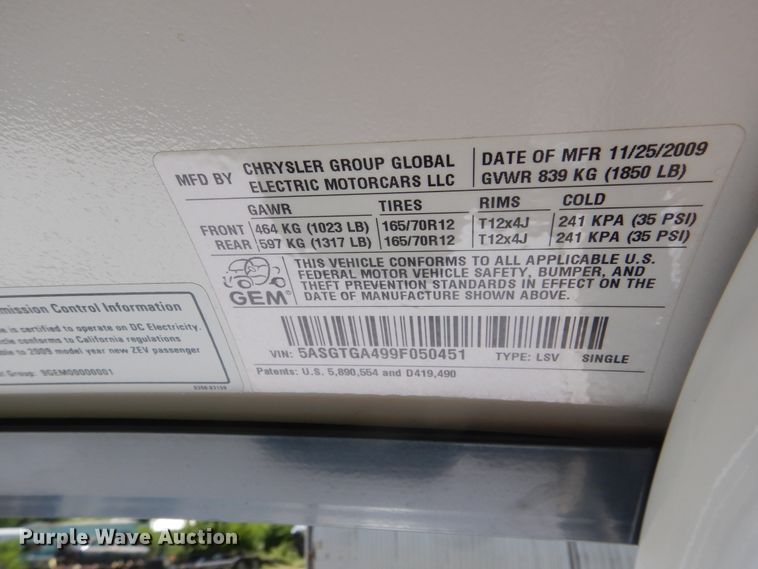 MFD BY CHRYSLER GROUP GLOBAL ELECTRIC MOTORCARS LLC
DATE OF MFR 11/25/2009
GVWR 839 KG (1850 LB)
GAWR TIRES RIMS COLD
FRONT 464 KG (1023 LB) 165/70R12 T12x4J 241 KPA (35 PSI)
REAR 597 KG (1317 LB) 165/70R12 T12x4J 241 KPA (35 PSI)
GEM
THIS VEHICLE CONFORMS TO ALL APPLICABLE U.S.
FEDERAL MOTOR VEHICLE SAFETY, BUMPER, AND
THEFT PREVENTION STANDARDS IN EFFECT ON THE
DATE OF MANUFACTURE SHOWN ABOVE.
VIN: 5ASGTGA499F050451 TYPE: LSV SINGLE
Patents: U.S. 5,890,554 and D419,490
mission Control Information
is certified to operate on DC Electricity.
conforms to California regulations
to 2009 model year new ZEV passenger
Group: 9GEM00000001
Purple Wave Auction